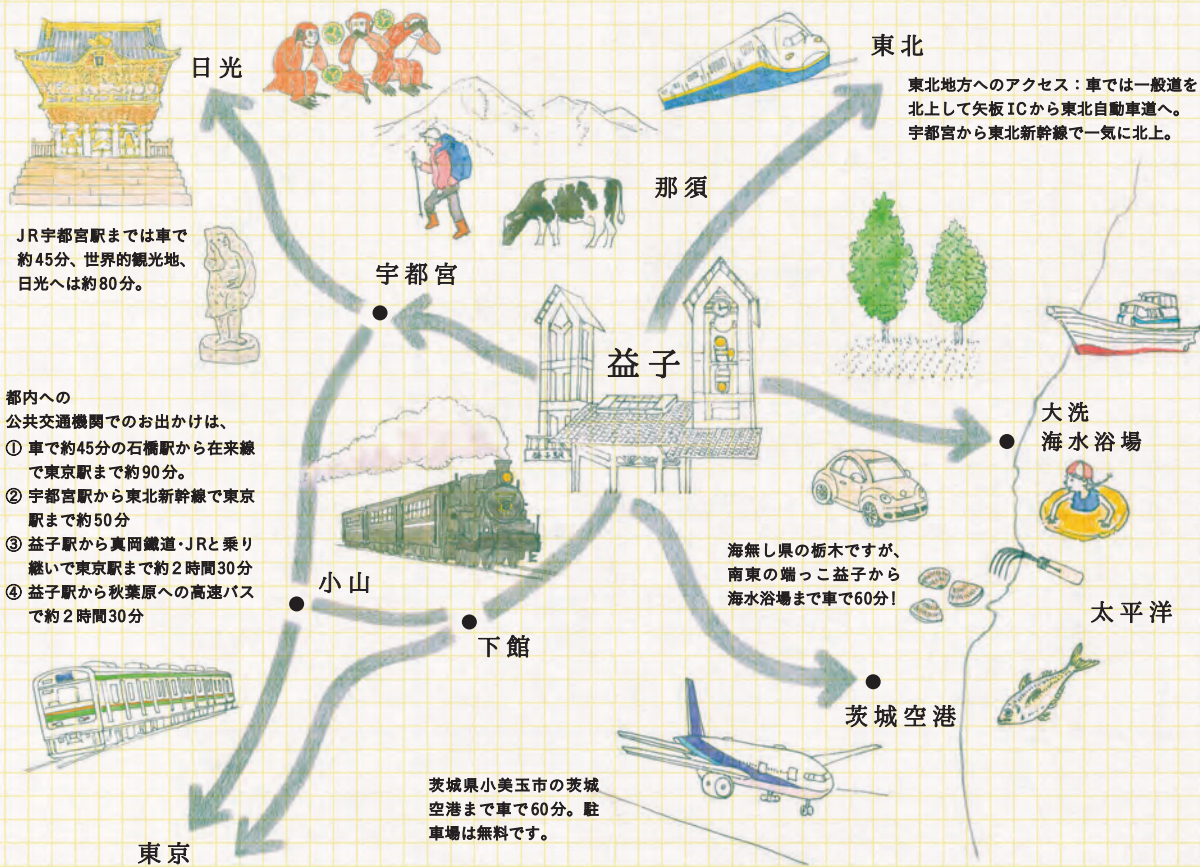 日光
東北
東北地方へのアクセス：車では一般道を
北上して矢板ICから東北自動車道へ。
宇都宮から東北新幹線で一気に北上。
那須
JR宇都宮駅までは車で
約45分、世界的観光地、
日光へは約80分。
宇都宮
益子
益子駅
大洗
海水浴場
都内への
公共交通機関でのお出かけは、
① 車で約45分の石橋駅から在来線
で東京駅まで約90分。
② 宇都宮駅から東北新幹線で東京
駅まで約50分
③ 益子駅から真岡鐵道・JRと乗り
継いで東京駅まで約2時間30分
④ 益子駅から秋葉原への高速バス
で約2時間30分
海無し県の栃木ですが、
南東の端っこ益子から
海水浴場まで車で60分！
小山
下館
太平洋
茨城空港
茨城県小美玉市の茨城
空港まで車で60分。駐
車場は無料です。
東京